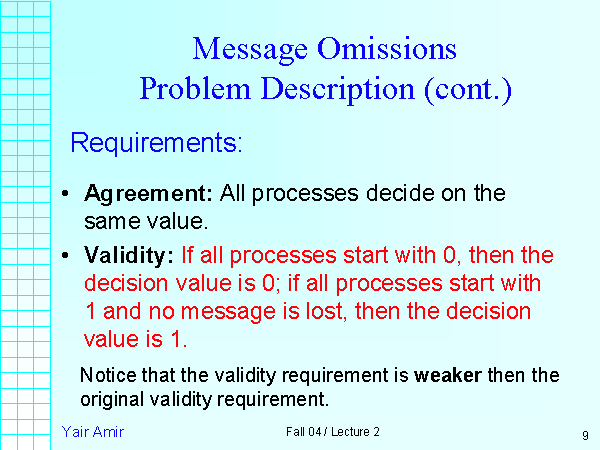 Message Omissions
Problem Description (cont.)
Requirements:
• Agreement: All processes decide on the
same value.
• Validity: If all processes start with 0, then the
decision value is 0; if all processes start with
1 and no message is lost, then the decision
value is 1.
Notice that the validity requirement is weaker then the
original validity requirement.
Yair Amir
Fall 04 / Lecture 2
9